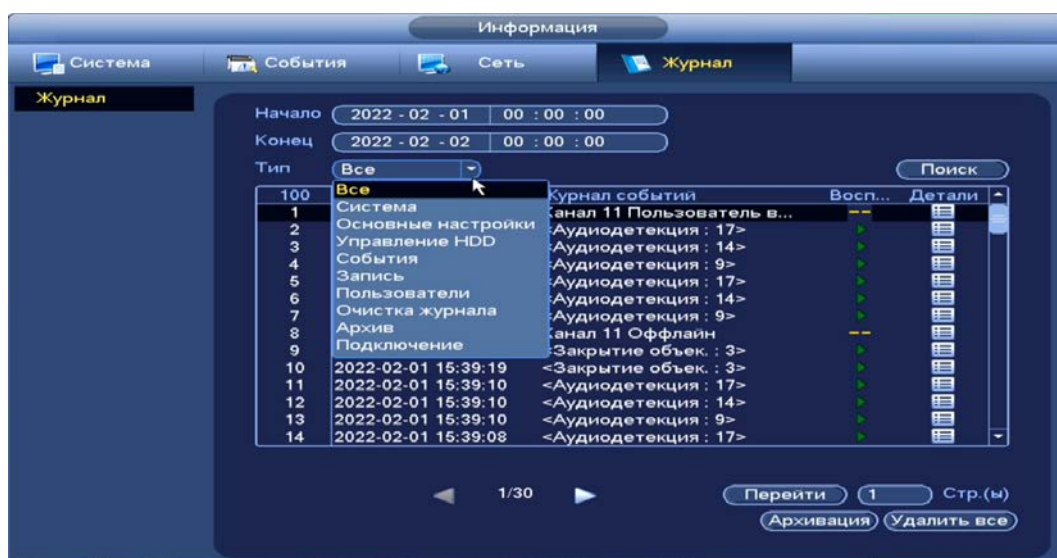 Информация
Система События Сеть Журнал
Журнал
Начало 2022 - 02 - 01 00 : 00 : 00
Конец 2022 - 02 - 02 00 : 00 : 00
Тип Все Поиск
100 Журнал событий Восп... Детали
Все
Система
Основные настройки
Управление HDD
События
Запись
Пользователи
Очистка журнала
Архив
Подключение
1 Канал 11 Пользователь в... --
2 <Аудиодетекция : 17>
3 <Аудиодетекция : 14>
4 <Аудиодетекция : 9>
5 <Аудиодетекция : 17>
6 <Аудиодетекция : 14>
7 <Аудиодетекция : 9>
8 Канал 11 Оффлайн --
9 <Закрытие объек. : 3>
10 2022-02-01 15:39:19 <Закрытие объек. : 3>
11 2022-02-01 15:39:10 <Аудиодетекция : 17>
12 2022-02-01 15:39:10 <Аудиодетекция : 14>
13 2022-02-01 15:39:10 <Аудиодетекция : 9>
14 2022-02-01 15:39:08 <Аудиодетекция : 17>
1/30 Перейти 1 Стр.(ы)
Архивация Удалить все